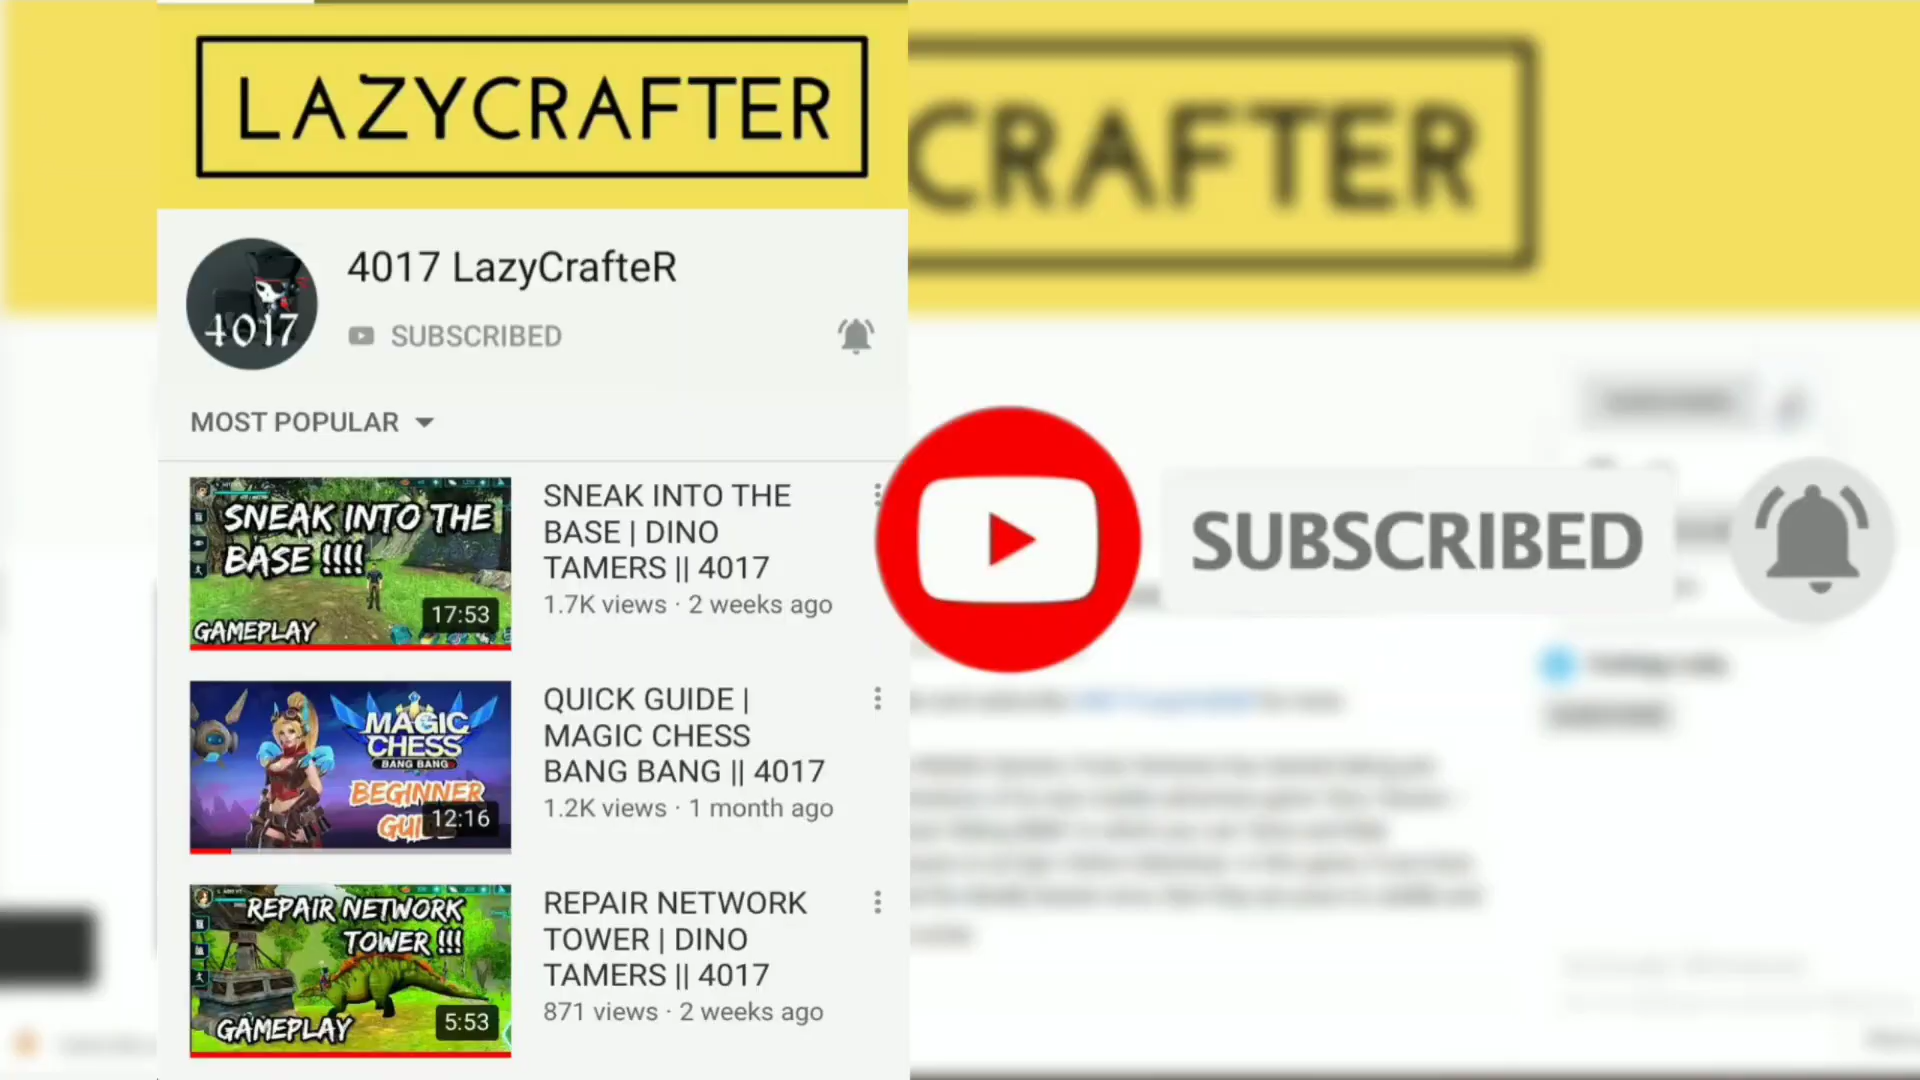 LAZYCRAFTER
CRAFTER
4017
4017 LazyCrafteR
SUBSCRIBED
MOST POPULAR
SNEAK INTO THE
BASE !!!!
17:53
GAMEPLAY
SNEAK INTO THE
BASE | DINO
TAMERS || 4017
1.7K views · 2 weeks ago
SUBSCRIBED
MAGIC
CHESS
BANG BANG
BEGINNER
12:16
QUICK GUIDE |
MAGIC CHESS
BANG BANG || 4017
1.2K views · 1 month ago
REPAIR NETWORK
TOWER !!!
GAMEPLAY
5:53
REPAIR NETWORK
TOWER | DINO
TAMERS || 4017
871 views · 2 weeks ago